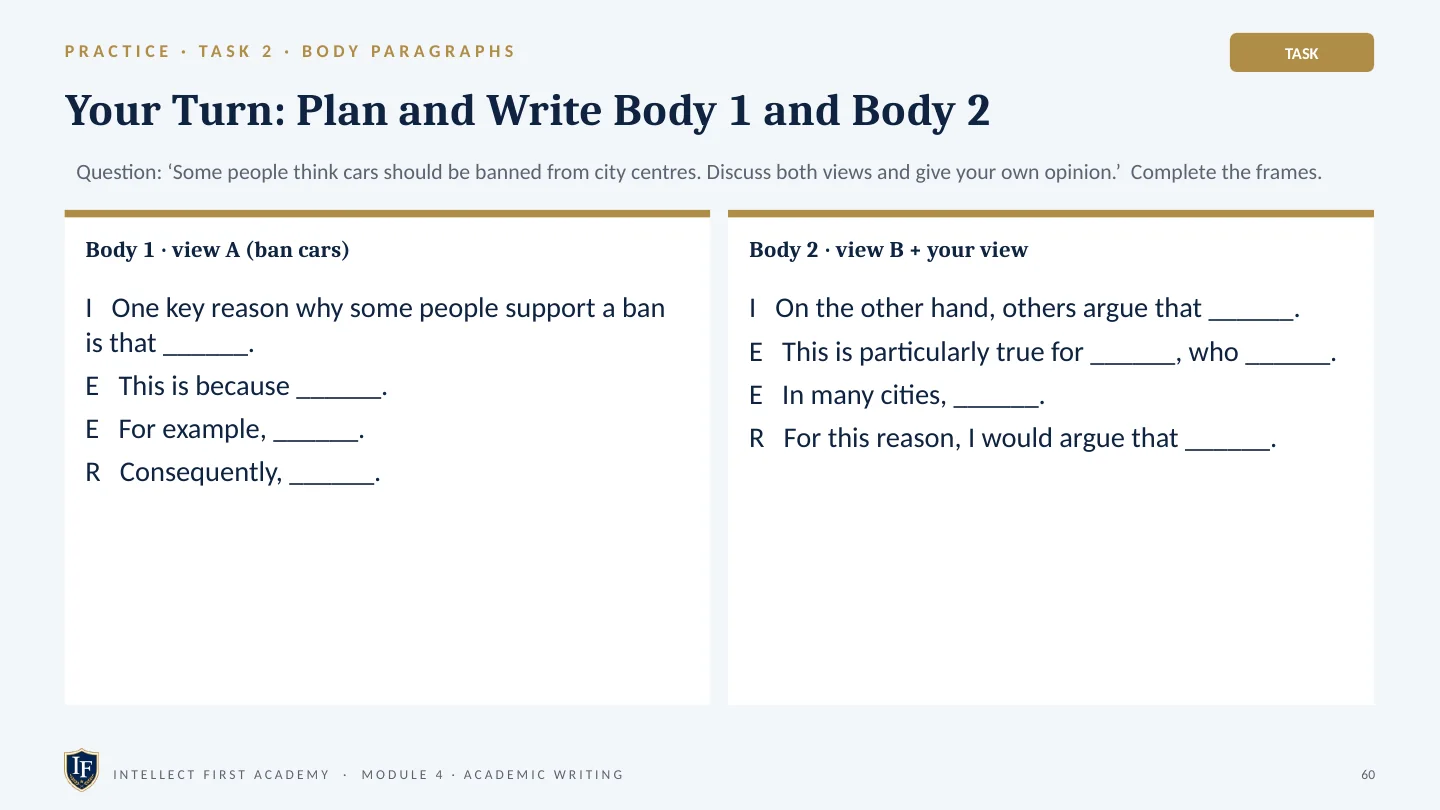 PRACTICE · TASK 2 · BODY PARAGRAPHS
TASK
Your Turn: Plan and Write Body 1 and Body 2
Question: ‘Some people think cars should be banned from city centres. Discuss both views and give your own opinion.’ Complete the frames.
Body 1 · view A (ban cars)
I One key reason why some people support a ban
is that ______.
E This is because ______.
E For example, ______.
R Consequently, ______.
Body 2 · view B + your view
I On the other hand, others argue that ______.
E This is particularly true for ______, who ______.
E In many cities, ______.
R For this reason, I would argue that ______.
IF
INTELLECT FIRST ACADEMY · MODULE 4 · ACADEMIC WRITING
60